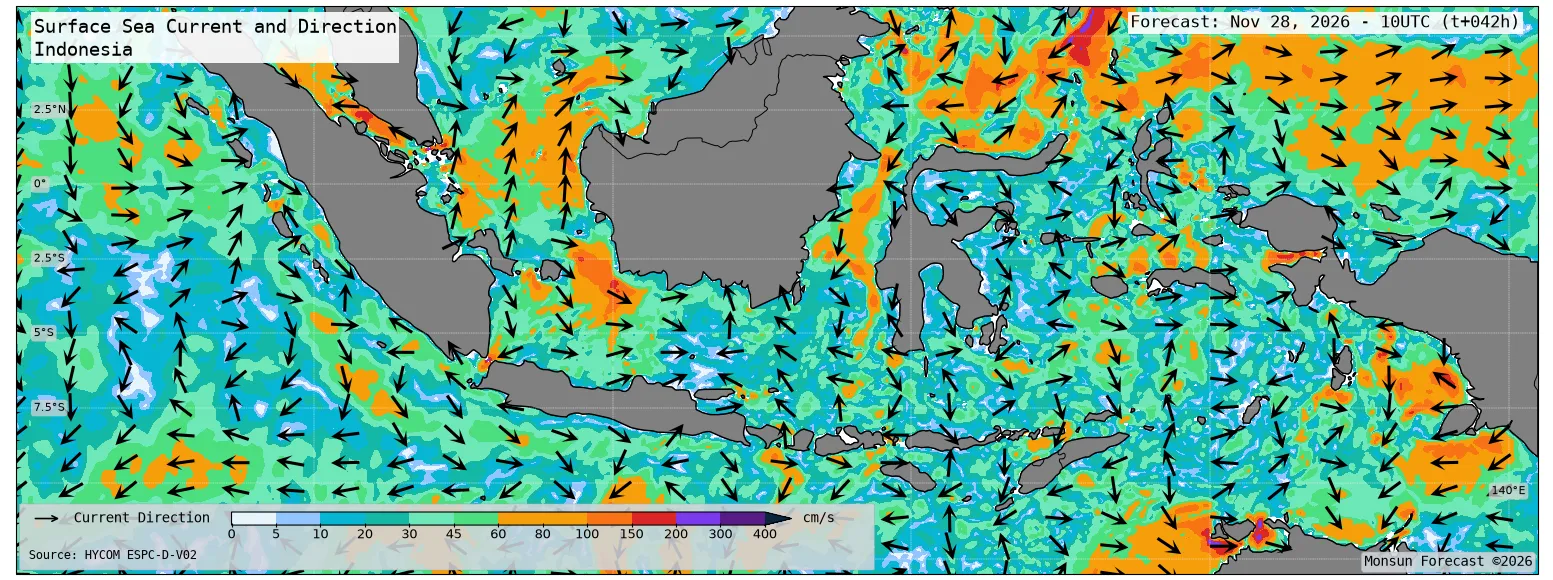 Surface Sea Current and Direction
Indonesia
Forecast: Nov 28, 2026 - 10UTC (t+042h)
2.5°N
0°
2.5°S
5°S
7.5°S
140°E
Current Direction
0 5 10 20 30 45 60 80 100 150 200 300 400 cm/s
Source: HYCOM ESPC-D-V02
Monsun Forecast ©2026